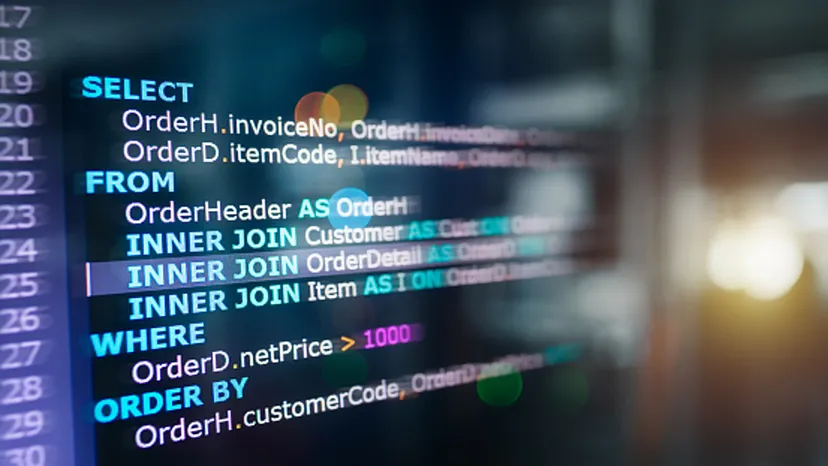 17
18
19 SELECT
20 OrderH.invoiceNo, OrderH.invoiceDate,
21 OrderD.itemCode, I.itemName,
22 FROM
23 OrderHeader AS OrderH
24 INNER JOIN Customer AS Cust ON
25 INNER JOIN OrderDetail AS OrderD ON
26 INNER JOIN Item AS I ON
27 WHERE
28 OrderD.netPrice > 1000
29 ORDER BY
30 OrderH.customerCode, OrderD.netPrice